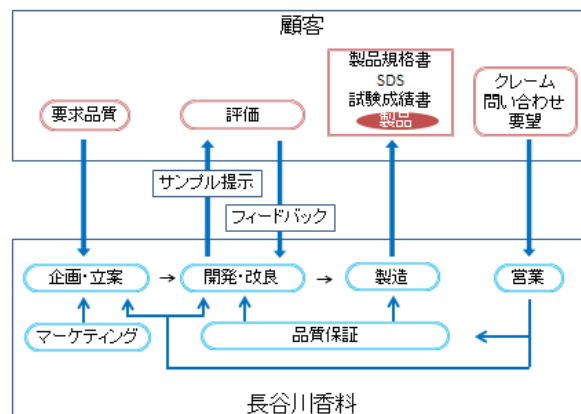 顧客
要求品質
評価
製品規格書
SDS
試験成績書
製品
クレーム
問い合わせ
要望
サンプル提示
フィードバック
企画・立案 → 開発・改良 → 製造
営業
マーケティング
品質保証
長谷川香料